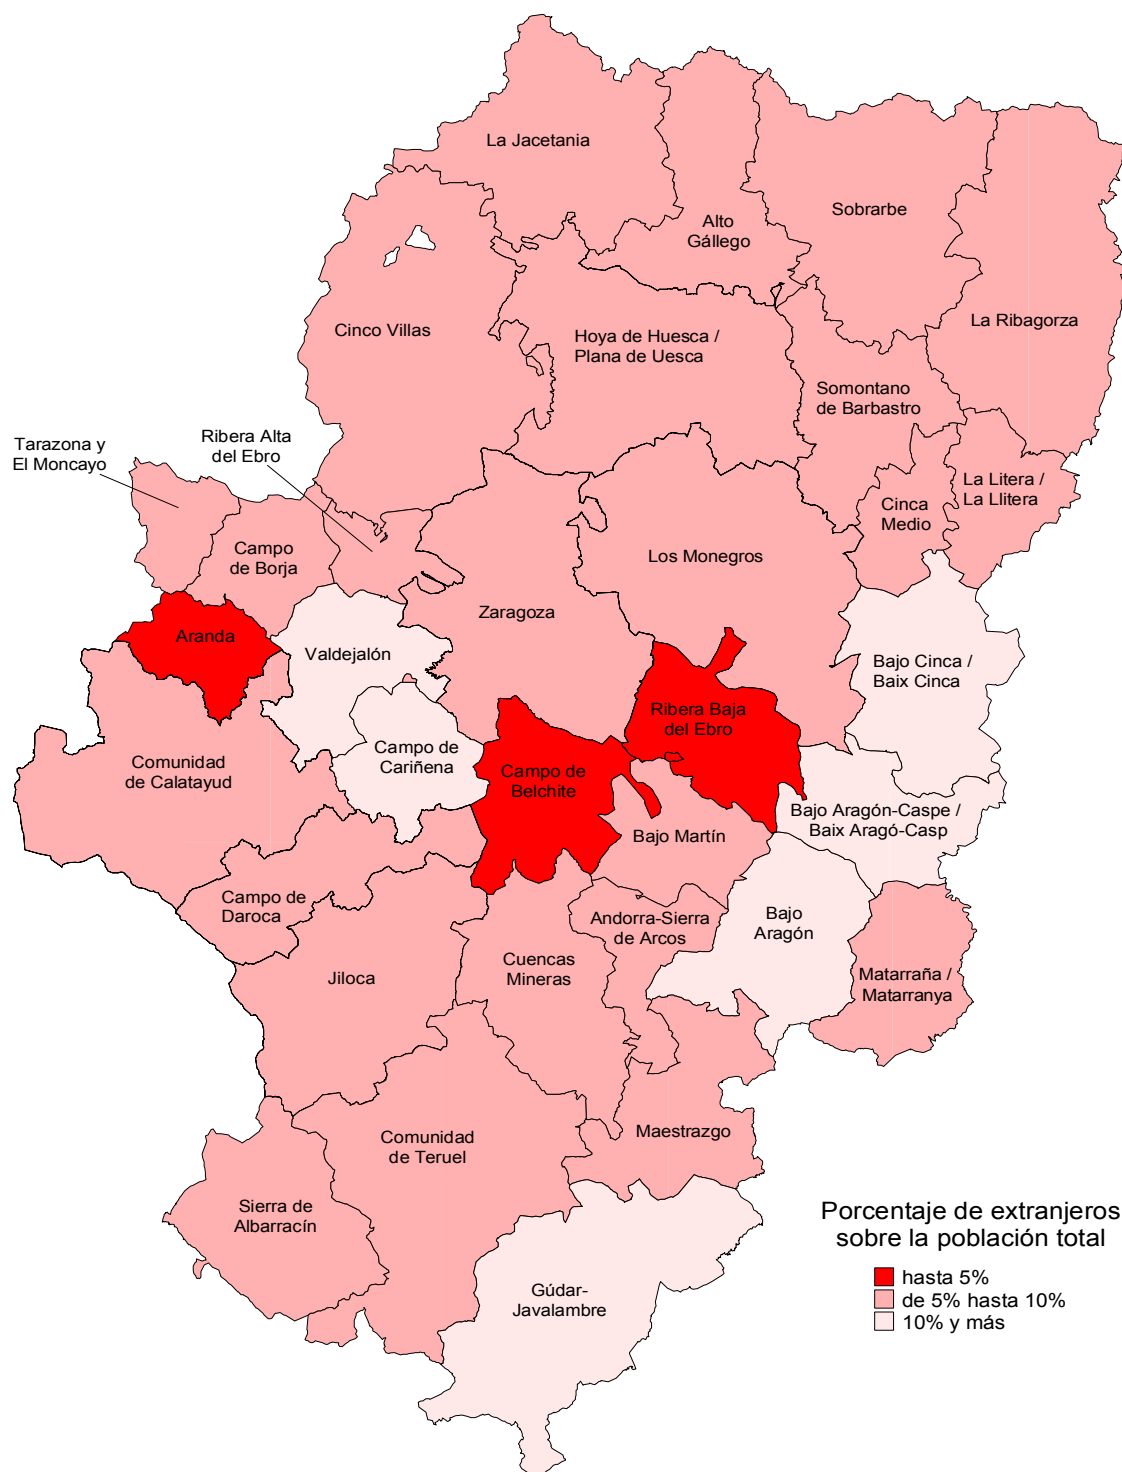 La Jacetania
Alto
Gállego
Sobrarbe
La Ribagorza
Cinco Villas
Hoya de Huesca /
Plana de Uesca
Somontano
de Barbastro
Tarazona y
El Moncayo
Ribera Alta
del Ebro
La Litera /
La Llitera
Cinca
Medio
Campo
de Borja
Los Monegros
Zaragoza
Aranda
Valdejalón
Bajo Cinca /
Baix Cinca
Ribera Baja
del Ebro
Comunidad
de Calatayud
Campo de
Cariñena
Campo de
Belchite
Bajo Aragón-Caspe /
Baix Aragó-Casp
Bajo Martín
Campo de
Daroca
Andorra-Sierra
de Arcos
Bajo
Aragón
Jiloca
Cuencas
Mineras
Matarraña /
Matarranya
Comunidad
de Teruel
Maestrazgo
Sierra de
Albarracín
Gúdar-
Javalambre
Porcentaje de extranjeros
sobre la población total
hasta 5%
de 5% hasta 10%
10% y más